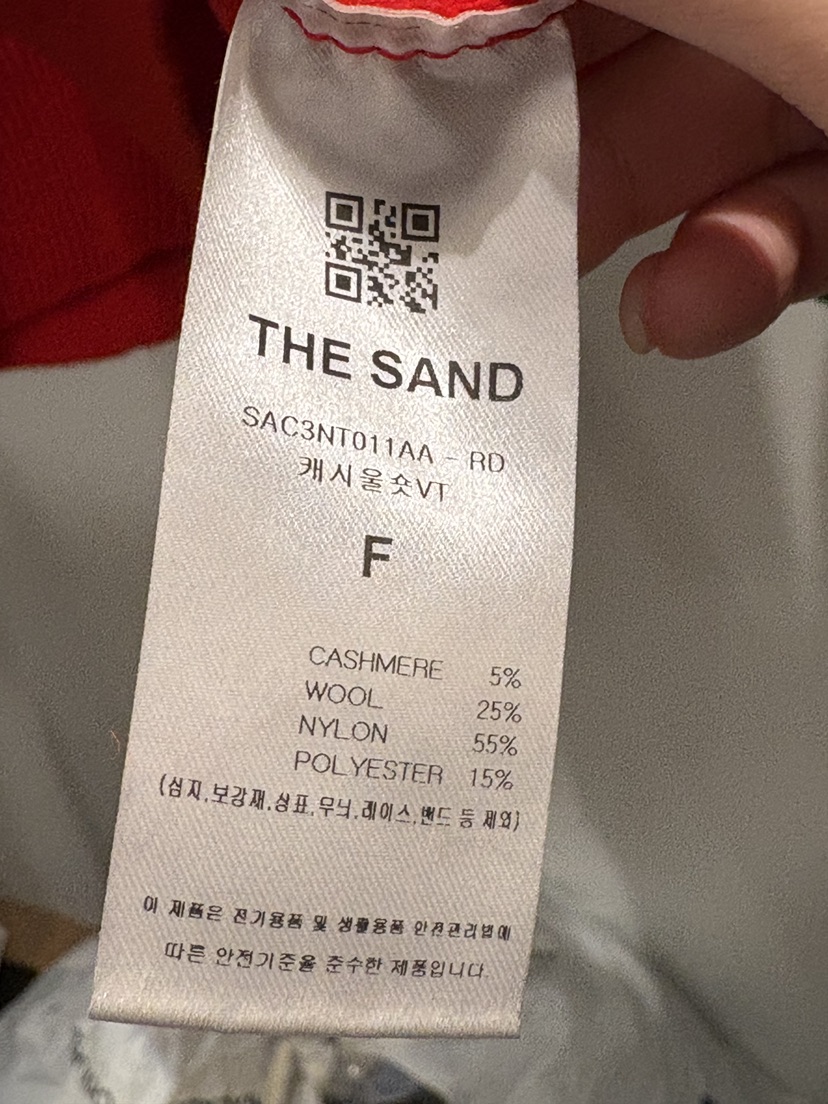 THE SAND
SAC3NT011AA - RD
캐시울숏VT
F
CASHMERE 5%
WOOL 25%
NYLON 55%
POLYESTER 15%
(심지,보강재,상표,무늬,레이스,밴드 등 제외)
이 제품은 전기용품 및 생활용품 안전관리법에
따른 안전기준을 준수한 제품입니다.